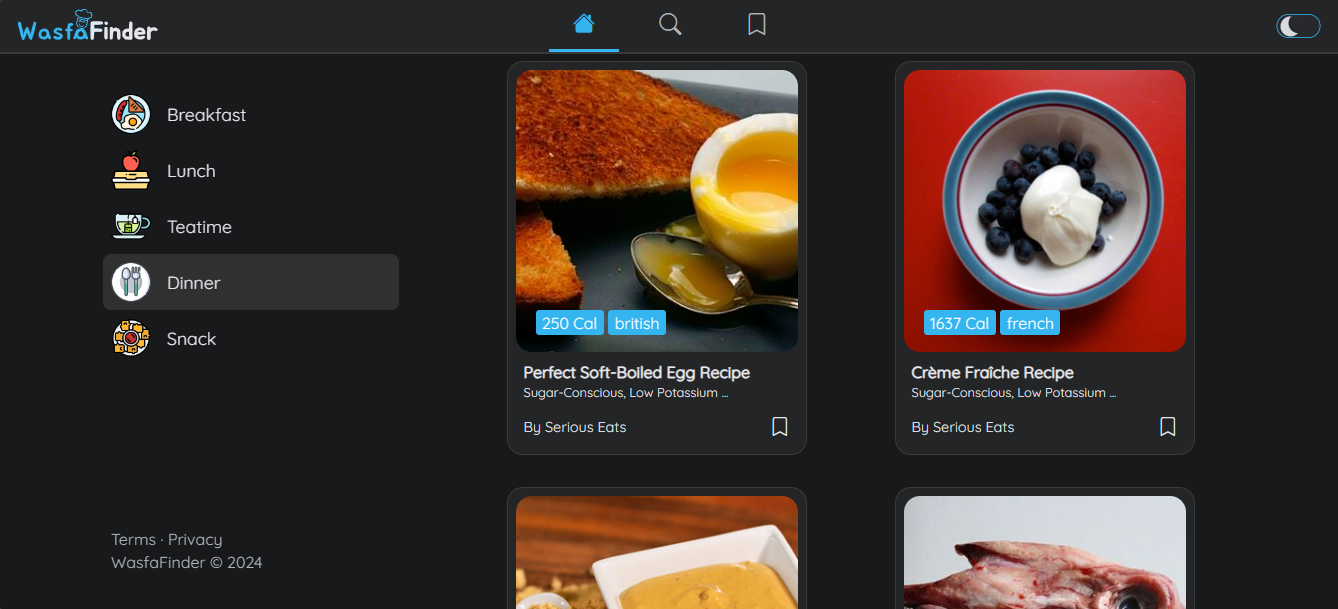 WasfaFinder
Breakfast
Lunch
Teatime
Dinner
Snack
Terms · Privacy
WasfaFinder © 2024
250 Cal british
Perfect Soft-Boiled Egg Recipe
Sugar-Conscious, Low Potassium ...
By Serious Eats
1637 Cal french
Crème Fraîche Recipe
Sugar-Conscious, Low Potassium ...
By Serious Eats